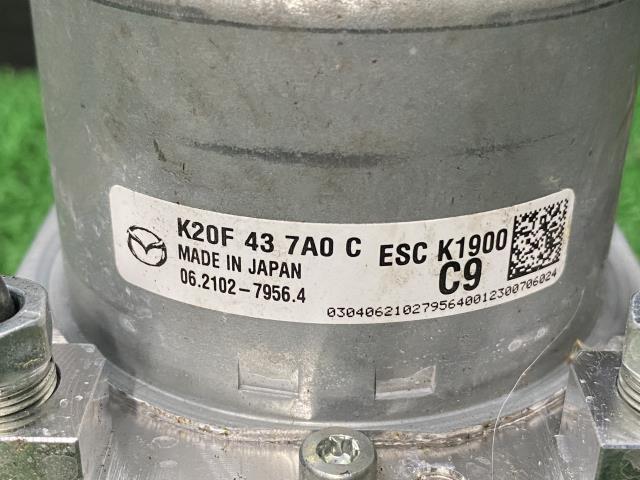 K20F 43 7A0 C ESC K1900
MADE IN JAPAN C9
06.2102-7956.4
0304062102795640012300706024